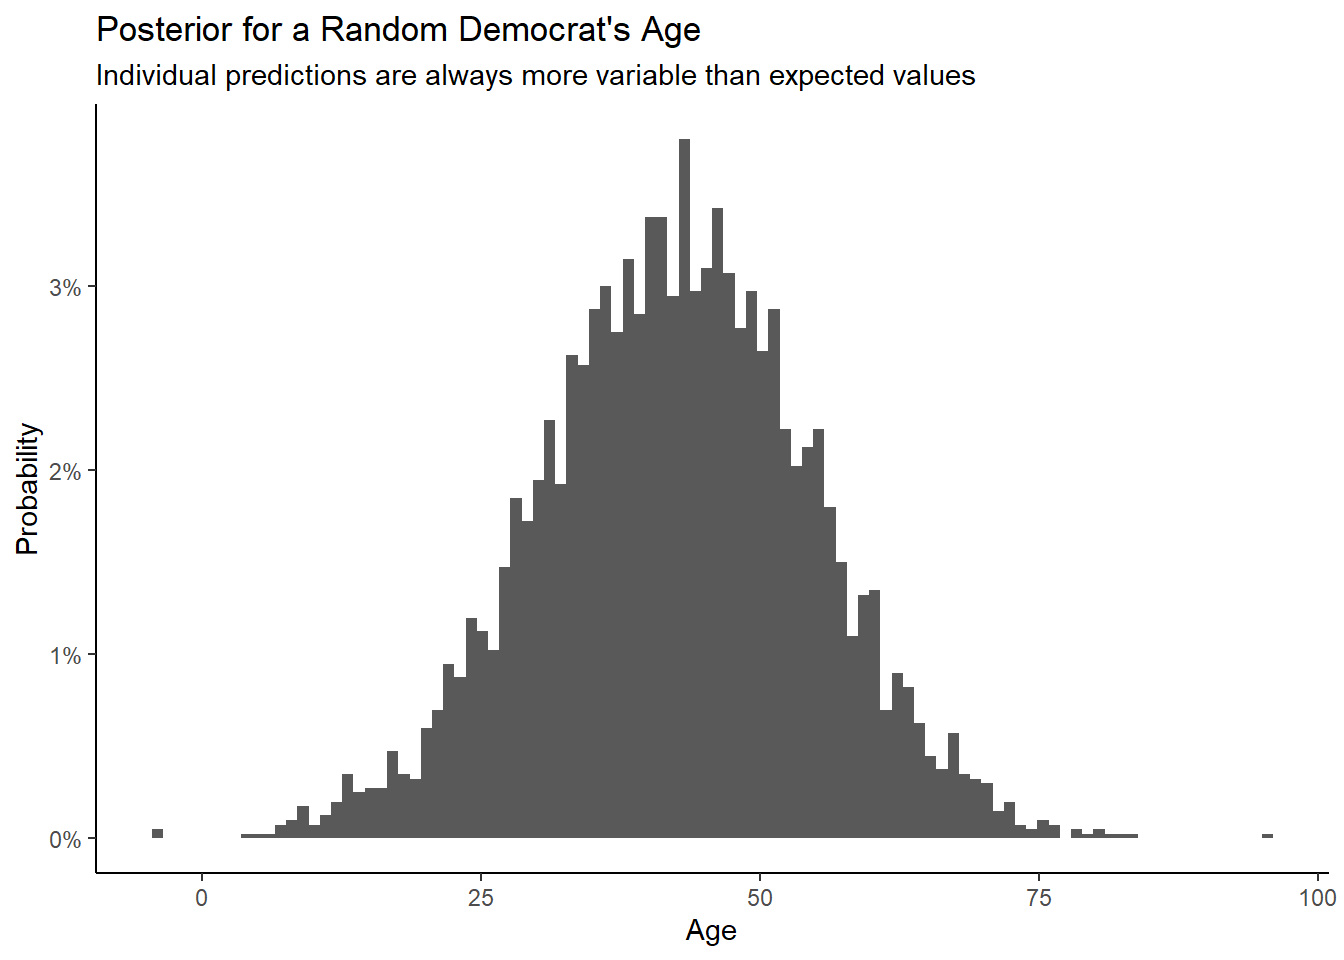 Posterior for a Random Democrat's Age
Individual predictions are always more variable than expected values
Probability
3%
2%
1%
0%
0 25 50 75 100
Age